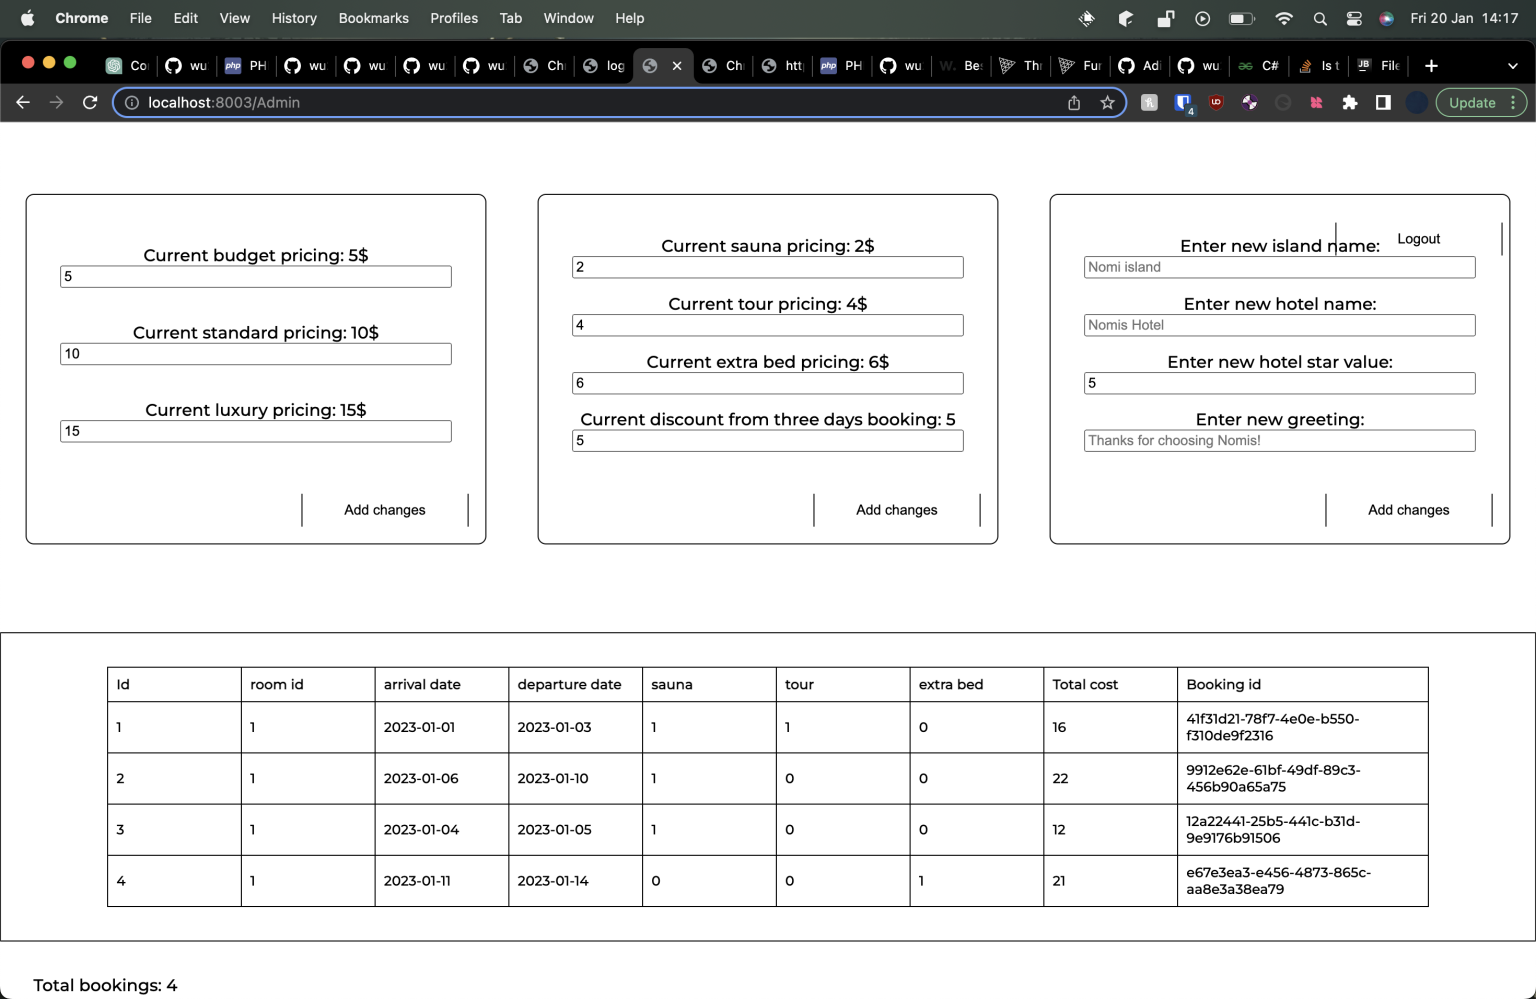 Chrome File Edit View History Bookmarks Profiles Tab Window Help Fri 20 Jan 14:17
Co wu php PH wu wu wu wu Ch log Ch htt php PH wu W. Be Th Fur Adi wu C# Is t JB File
localhost:8003/Admin 4 Update
Logout
Current budget pricing: 5$
5
Current standard pricing: 10$
10
Current luxury pricing: 15$
15
Add changes
Current sauna pricing: 2$
2
Current tour pricing: 4$
4
Current extra bed pricing: 6$
6
Current discount from three days booking: 5
5
Add changes
Enter new island name:
Nomi island
Enter new hotel name:
Nomis Hotel
Enter new hotel star value:
5
Enter new greeting:
Thanks for choosing Nomis!
Add changes
Id room id arrival date departure date sauna tour extra bed Total cost Booking id
1 1 2023-01-01 2023-01-03 1 1 0 16 41f31d21-78f7-4e0e-b550-
f310de9f2316
2 1 2023-01-06 2023-01-10 1 0 0 22 9912e62e-61bf-49df-89c3-
456b90a65a75
3 1 2023-01-04 2023-01-05 1 0 0 12 12a22441-25b5-441c-b31d-
9e9176b91506
4 1 2023-01-11 2023-01-14 0 0 1 21 e67e3ea3-e456-4873-865c-
aa8e3a38ea79
Total bookings: 4